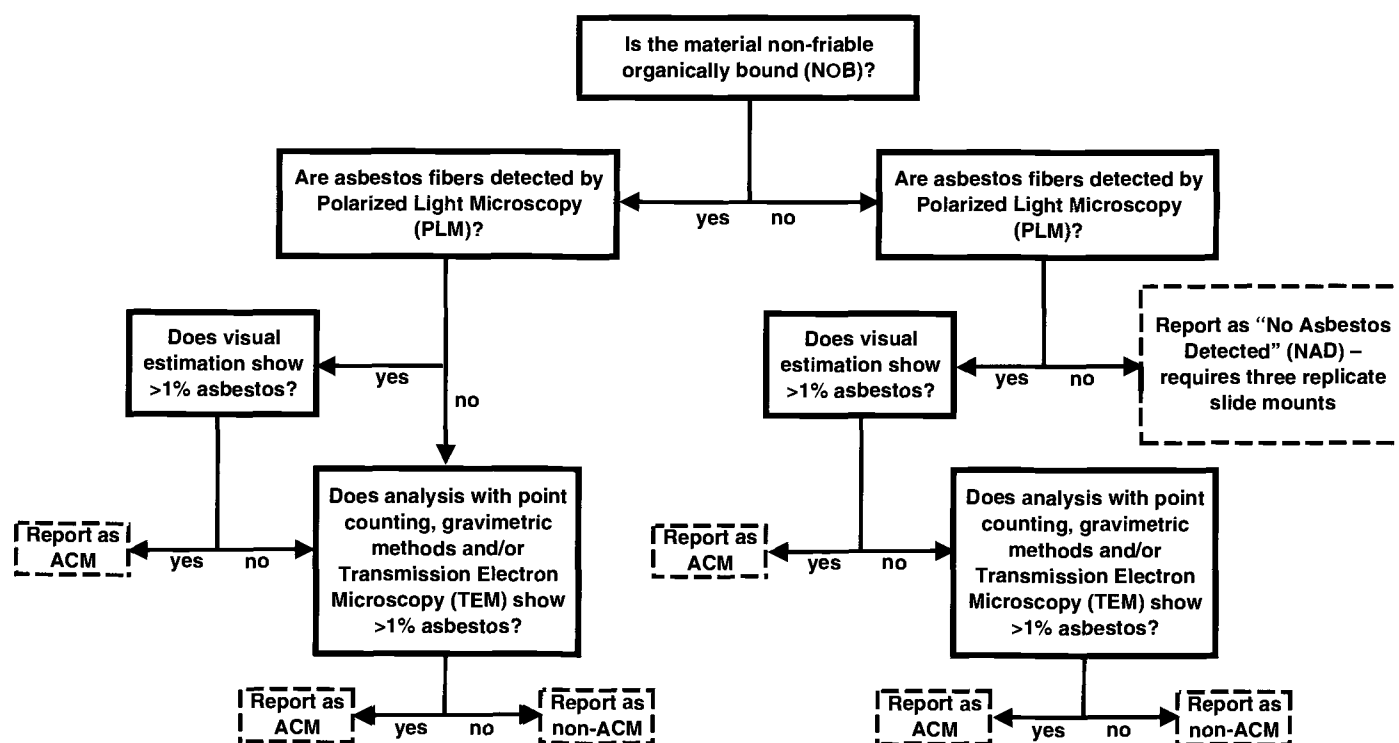 Is the material non-friable
organically bound (NOB)?
Are asbestos fibers detected by
Polarized Light Microscopy
(PLM)?
yes
no
Are asbestos fibers detected by
Polarized Light Microscopy
(PLM)?
Does visual
estimation show
>1% asbestos?
yes
no
Does visual
estimation show
>1% asbestos?
yes
no
Report as “No Asbestos
Detected” (NAD) –
requires three replicate
slide mounts
Report as
ACM
yes
no
Does analysis with point
counting, gravimetric
methods and/or
Transmission Electron
Microscopy (TEM) show
>1% asbestos?
Report as
ACM
yes
no
Does analysis with point
counting, gravimetric
methods and/or
Transmission Electron
Microscopy (TEM) show
>1% asbestos?
Report as
ACM
yes
no
Report as
non-ACM
Report as
ACM
yes
no
Report as
non-ACM